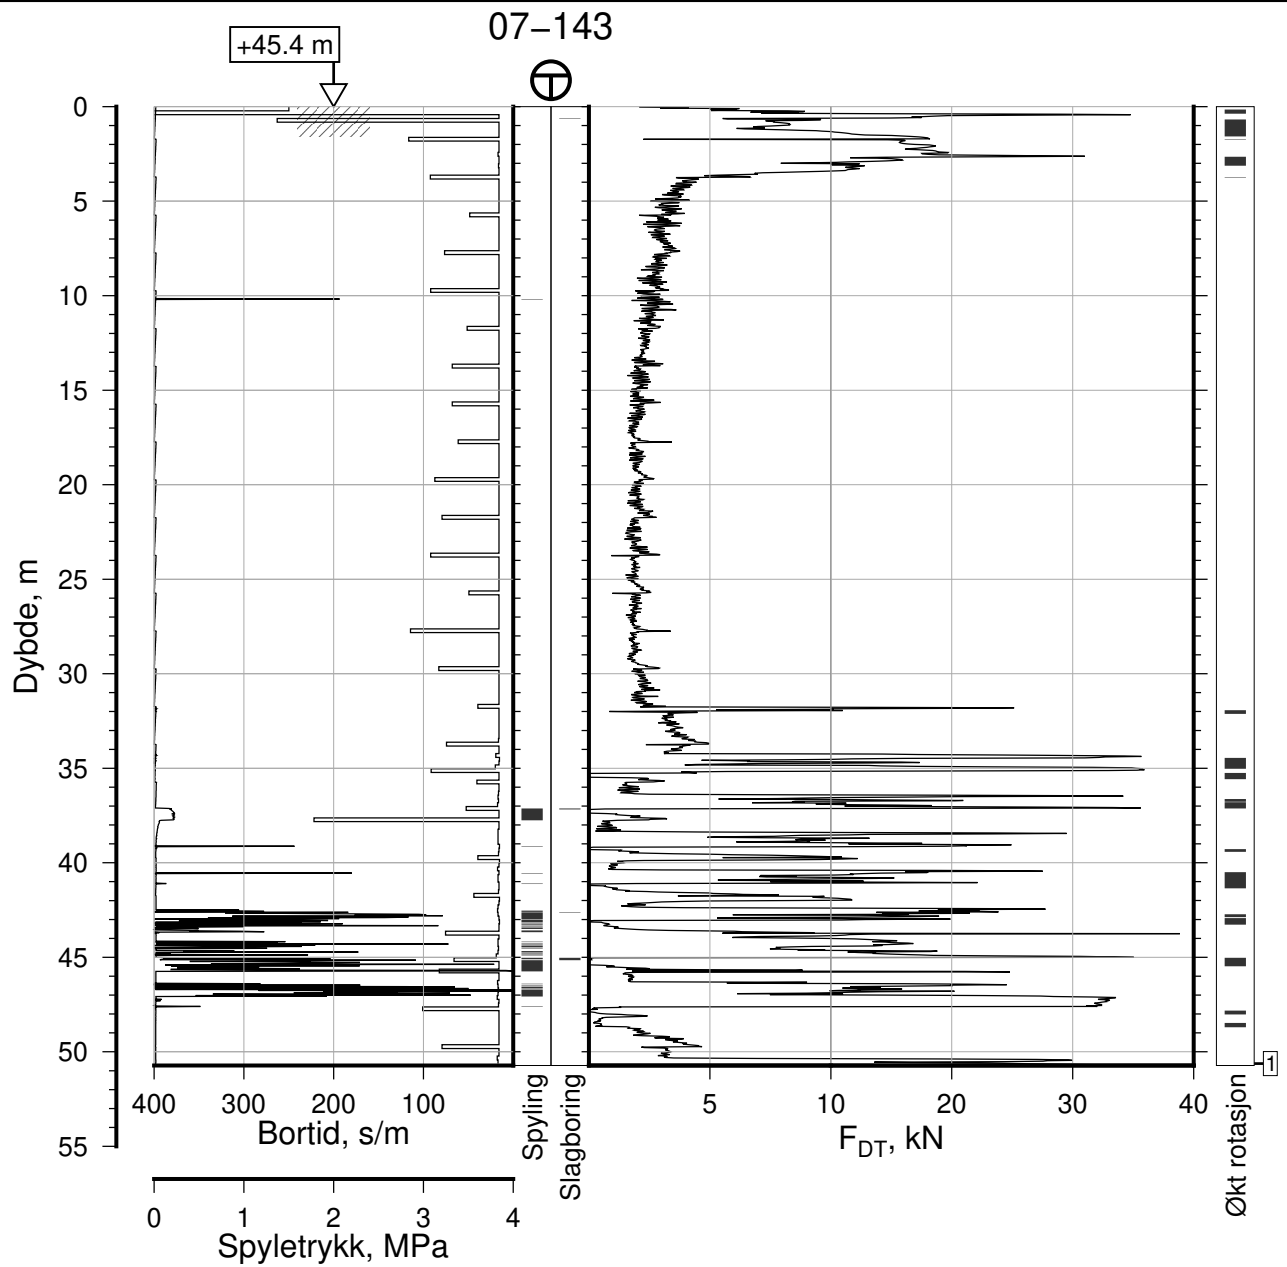 07–143
+45.4 m
0
5
10
15
20
25
30
35
40
45
50
55
Dybde, m
400 300 200 100
Bortid, s/m
0 1 2 3 4
Spyletrykk, MPa
Spyling
Slagboring
5 10 20 30 40
F_DT, kN
Økt rotasjon
1